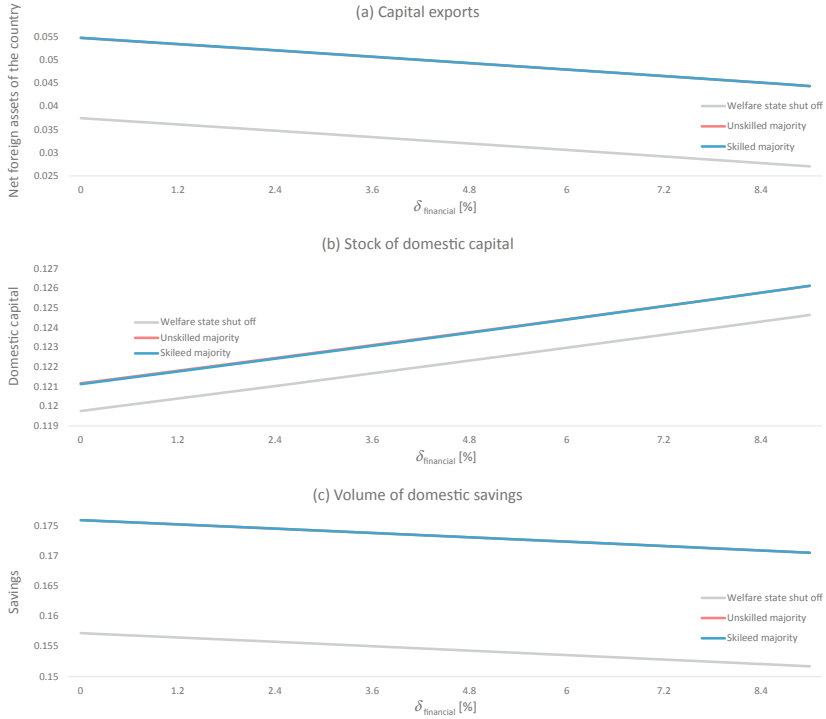 (a) Capital exports
Net foreign assets of the country
0.055
0.05
0.045
0.04
0.035
0.03
0.025
Welfare state shut off
Unskilled majority
Skilled majority
0 1.2 2.4 3.6 4.8 6 7.2 8.4
δ financial [%]
(b) Stock of domestic capital
Domestic capital
0.127
0.126
0.125
0.124
0.123
0.122
0.121
0.12
0.119
Welfare state shut off
Unskilled majority
Skileed majority
0 1.2 2.4 3.6 4.8 6 7.2 8.4
δ financial [%]
(c) Volume of domestic savings
Savings
0.175
0.17
0.165
0.16
0.155
0.15
Welfare state shut off
Unskilled majority
Skileed majority
0 1.2 2.4 3.6 4.8 6 7.2 8.4
δ financial [%]